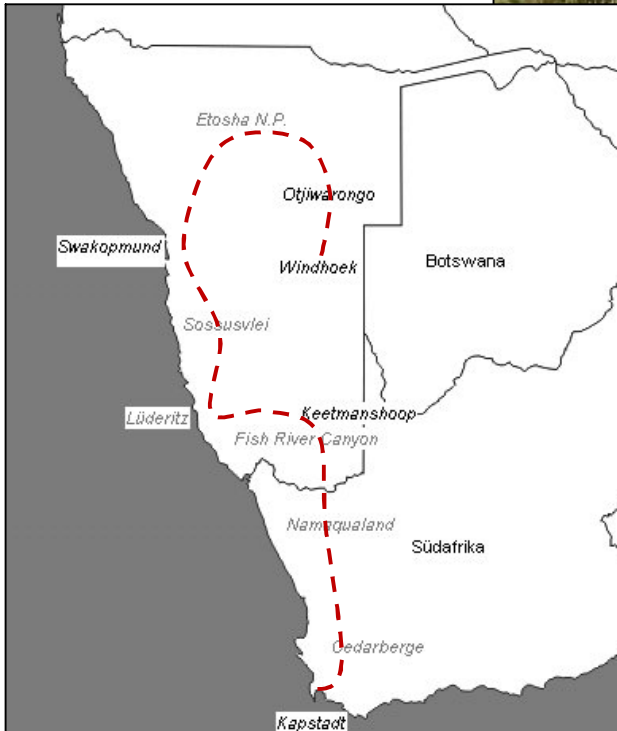 Etosha N.P.
Otjiwarongo
Swakopmund
Windhoek
Botswana
Sossusvlei
Keetmanshoop
Lüderitz
Fish River Canyon
Namaqualand
Südafrika
Cedarberge
Kapstadt